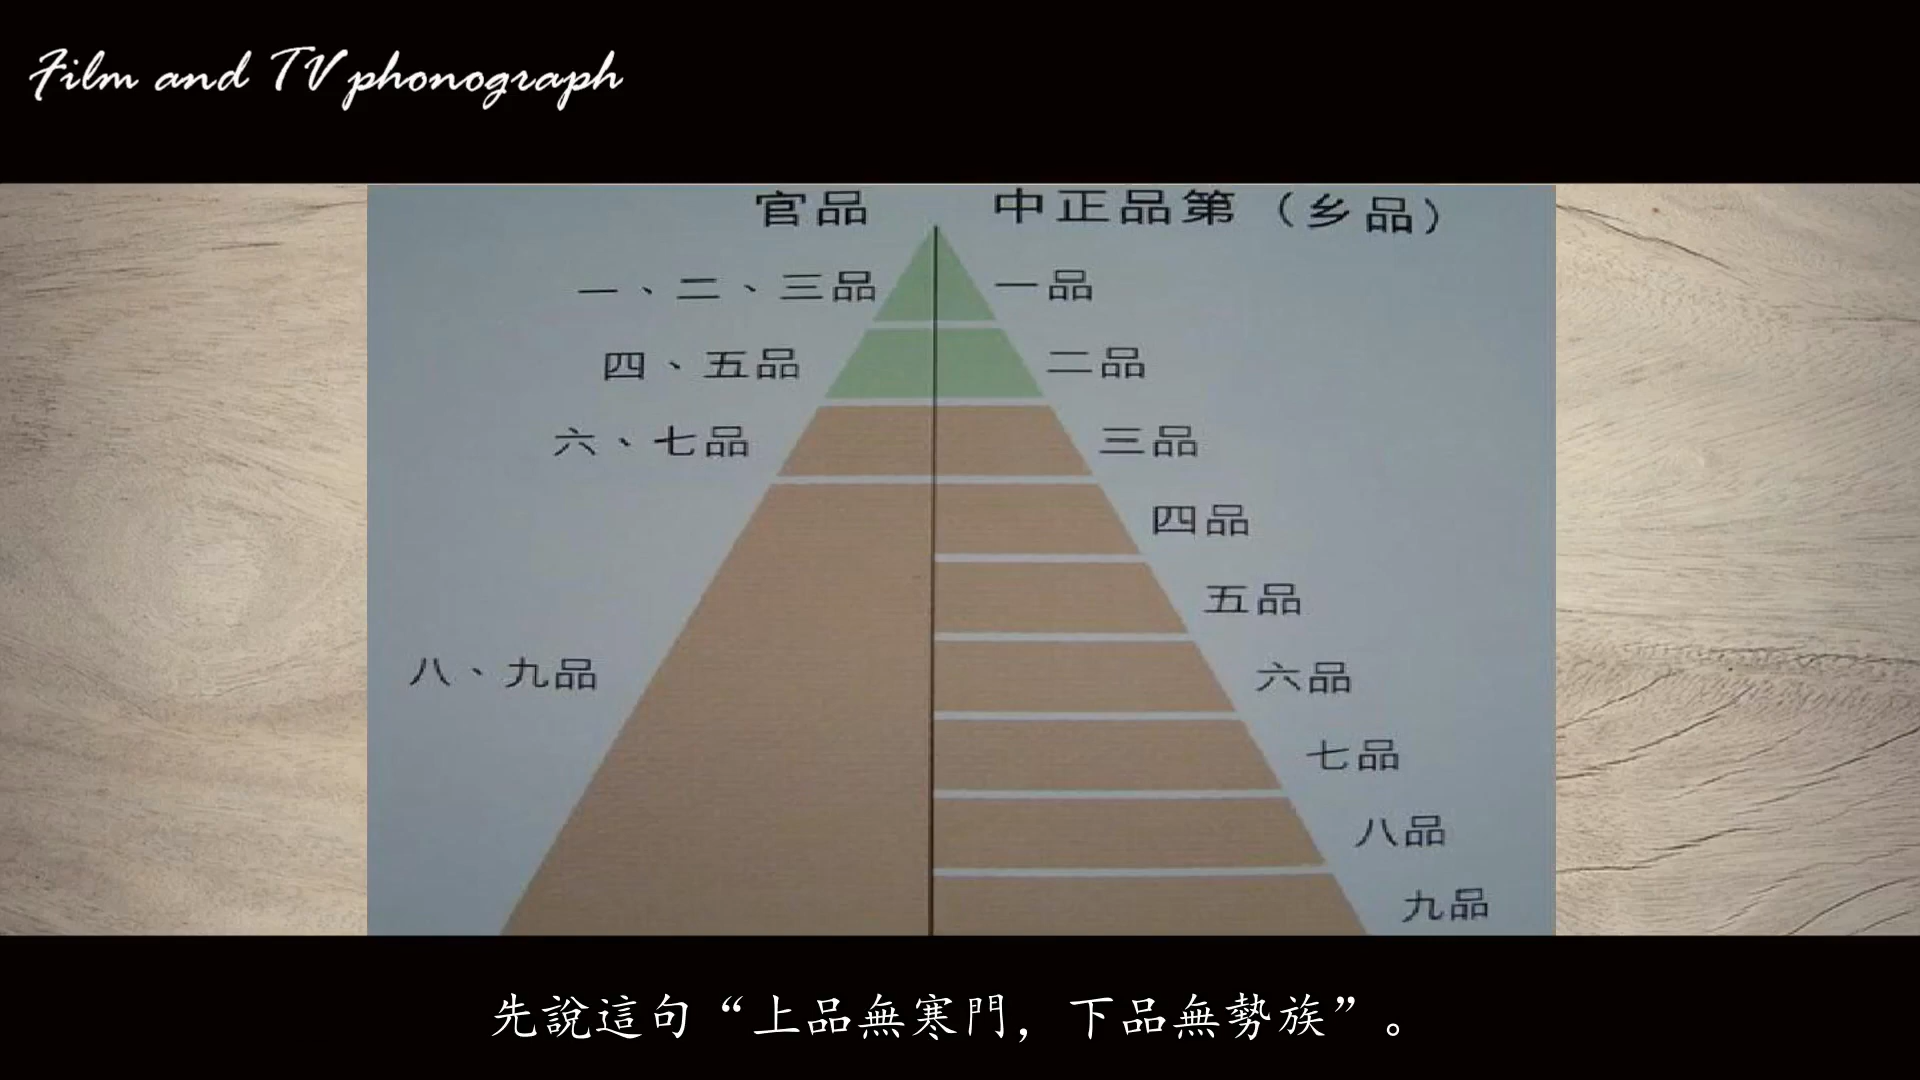 Film and TV phonograph
官品 中正品第（乡品）
一、二、三品 一品
四、五品 二品
六、七品 三品
四品
五品
八、九品 六品
七品
八品
九品
先說這句“上品無寒門，下品無勢族”。